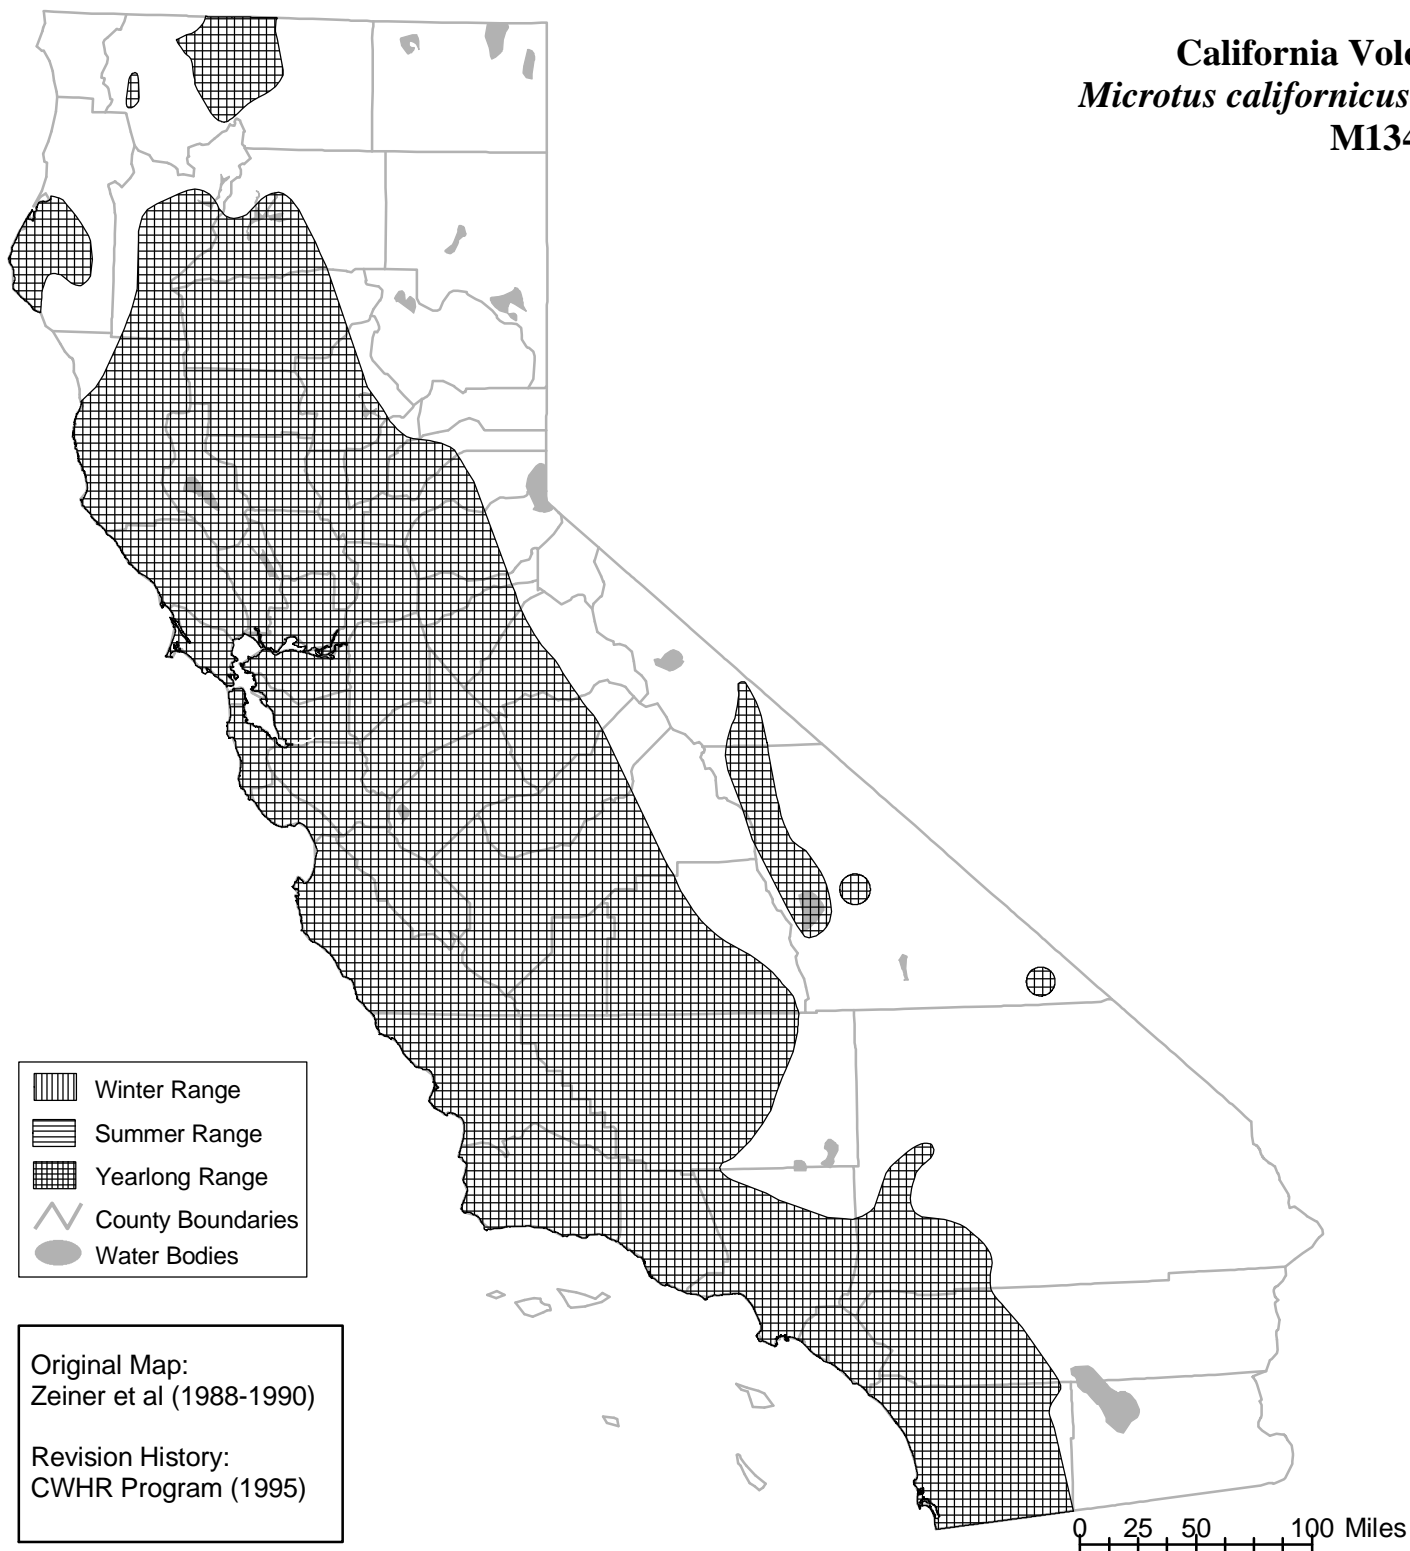 California Vole
Microtus californicus
M134
Winter Range
Summer Range
Yearlong Range
County Boundaries
Water Bodies
Original Map:
Zeiner et al (1988-1990)
Revision History:
CWHR Program (1995)
0 25 50 100 Miles